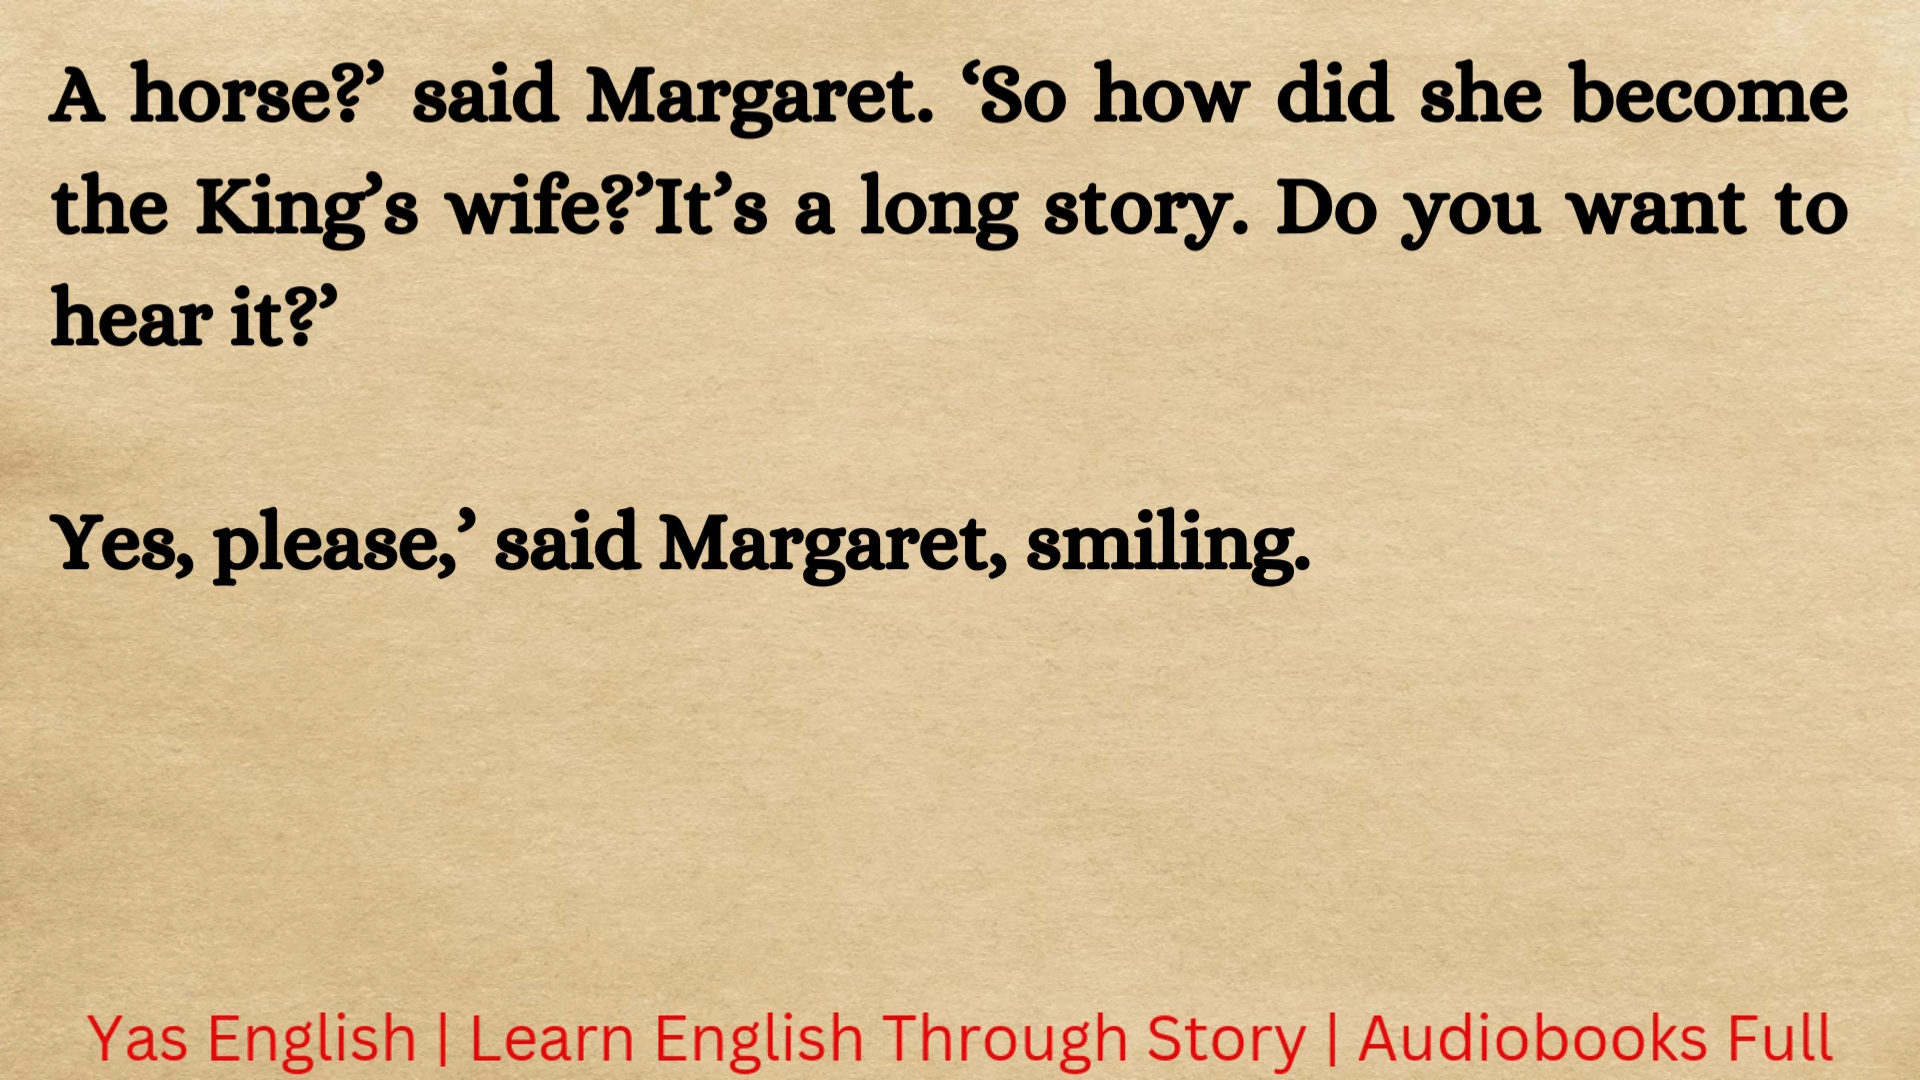 A horse?’ said Margaret. ‘So how did she become
the King’s wife?’It’s a long story. Do you want to
hear it?’
Yes, please,’ said Margaret, smiling.
Yas English | Learn English Through Story | Audiobooks Full